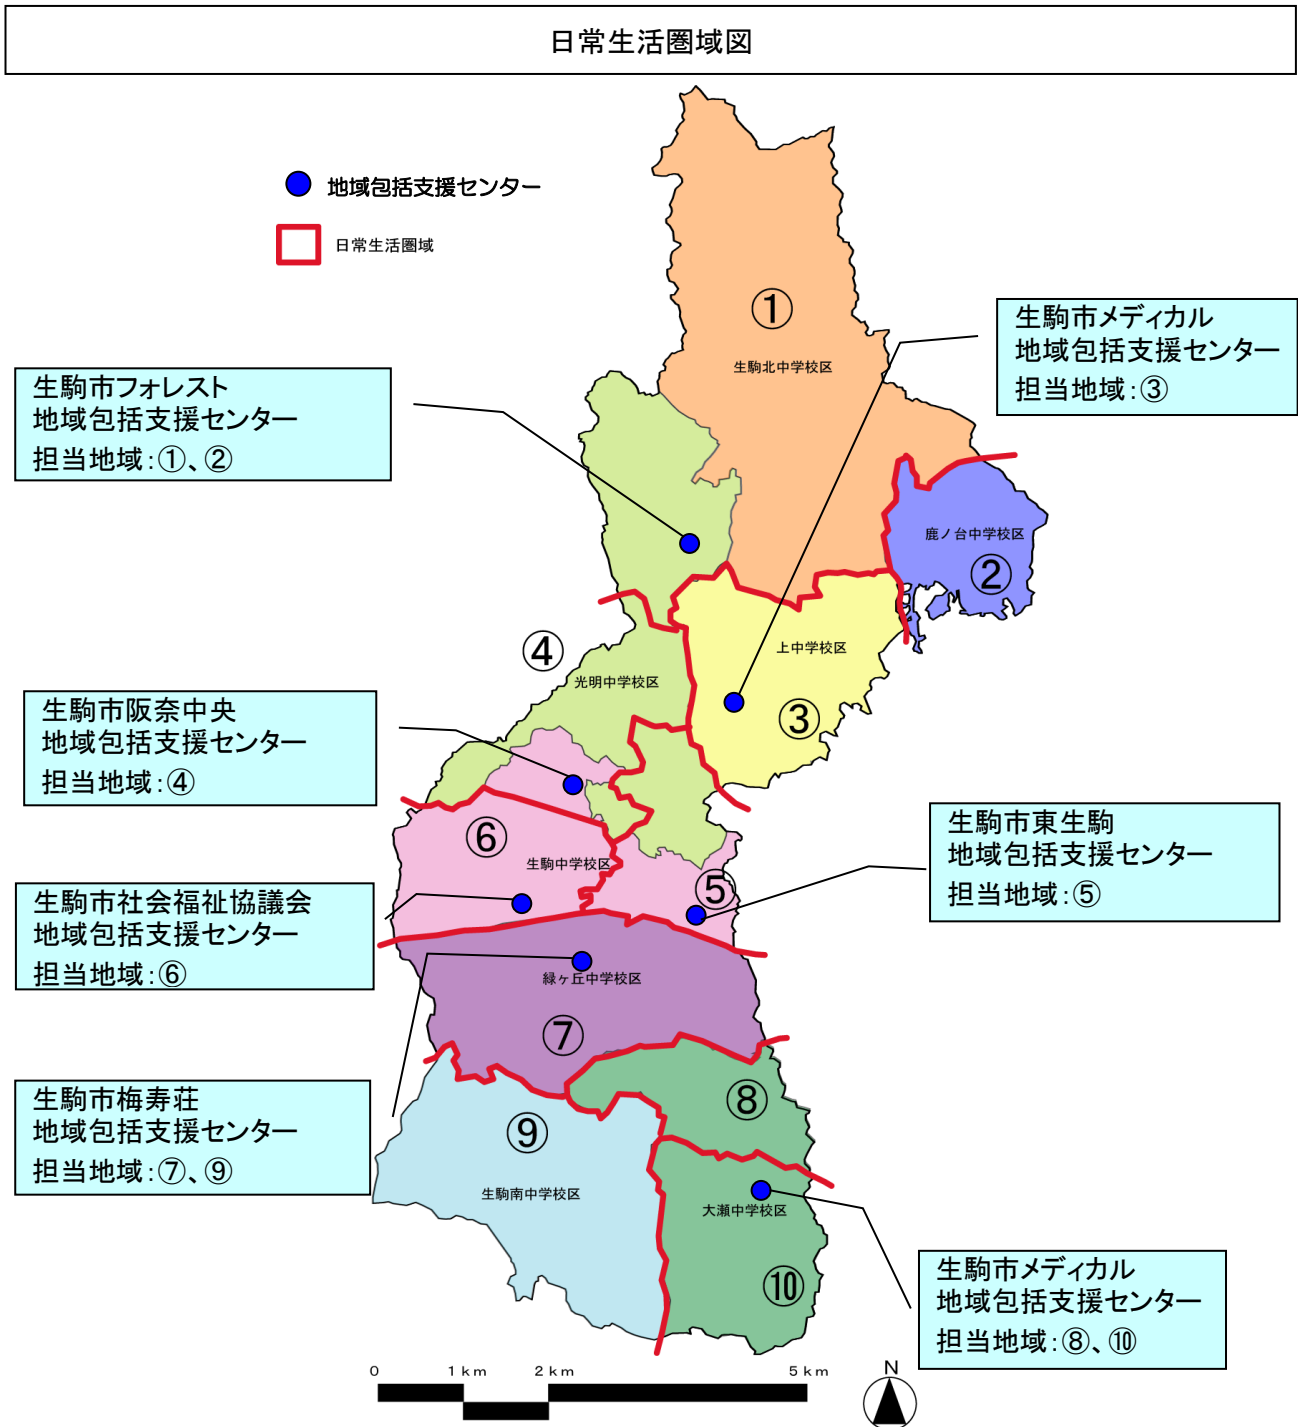 日常生活圏域図
地域包括支援センター
日常生活圏域
①
生駒北中学校区
生駒市メディカル
地域包括支援センター
担当地域：③
生駒市フォレスト
地域包括支援センター
担当地域：①、②
鹿ノ台中学校区
②
上中学校区
③
④
光明中学校区
生駒市阪奈中央
地域包括支援センター
担当地域：④
⑥
生駒中学校区
⑤
生駒市東生駒
地域包括支援センター
担当地域：⑤
生駒市社会福祉協議会
地域包括支援センター
担当地域：⑥
緑ヶ丘中学校区
⑦
生駒市梅寿荘
地域包括支援センター
担当地域：⑦、⑨
⑧
⑨
生駒南中学校区
大瀬中学校区
⑩
生駒市メディカル
地域包括支援センター
担当地域：⑧、⑩
0 1km 2km 5km
N